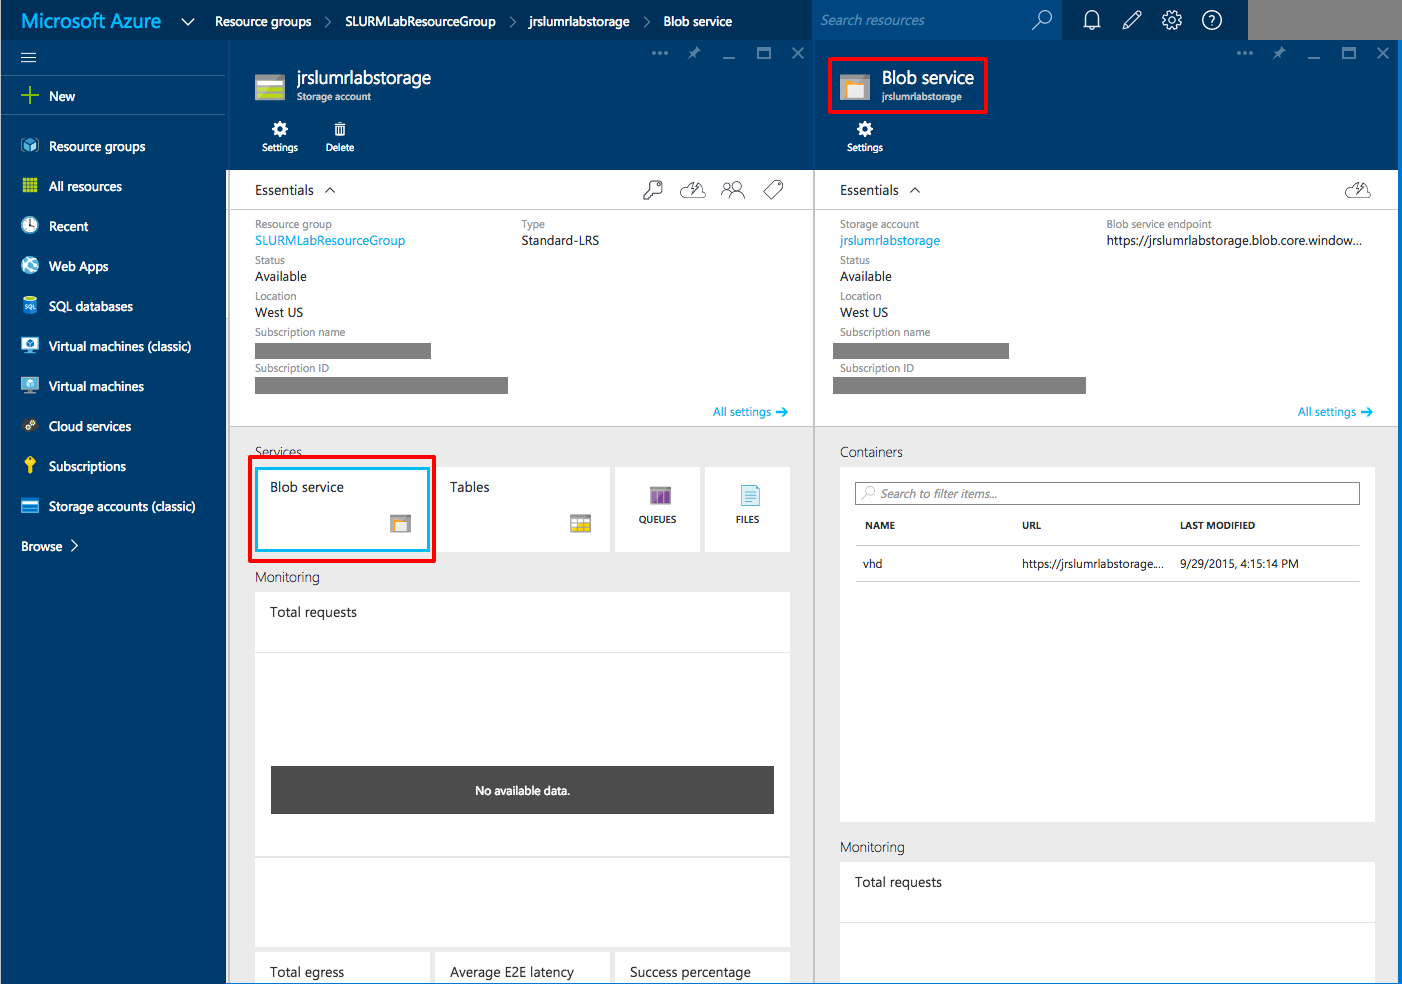 Microsoft Azure
Resource groups > SLURMLabResourceGroup > jrslumrlabstorage > Blob service
Search resources
New
Resource groups
All resources
Recent
Web Apps
SQL databases
Virtual machines (classic)
Virtual machines
Cloud services
Subscriptions
Storage accounts (classic)
Browse >
jrslumrlabstorage
Storage account
Settings
Delete
Essentials
Resource group
SLURMLabResourceGroup
Type
Standard-LRS
Status
Available
Location
West US
Subscription name
Subscription ID
All settings →
Services
Blob service
Tables
QUEUES
FILES
Monitoring
Total requests
No available data.
Total egress
Average E2E latency
Success percentage
Blob service
jrslumrlabstorage
Settings
Essentials
Storage account
jrslumrlabstorage
Blob service endpoint
https://jrslumrlabstorage.blob.core.window...
Status
Available
Location
West US
Subscription name
Subscription ID
All settings →
Containers
Search to filter items...
NAME URL LAST MODIFIED
vhd https://jrslumrlabstorage.... 9/29/2015, 4:15:14 PM
Monitoring
Total requests